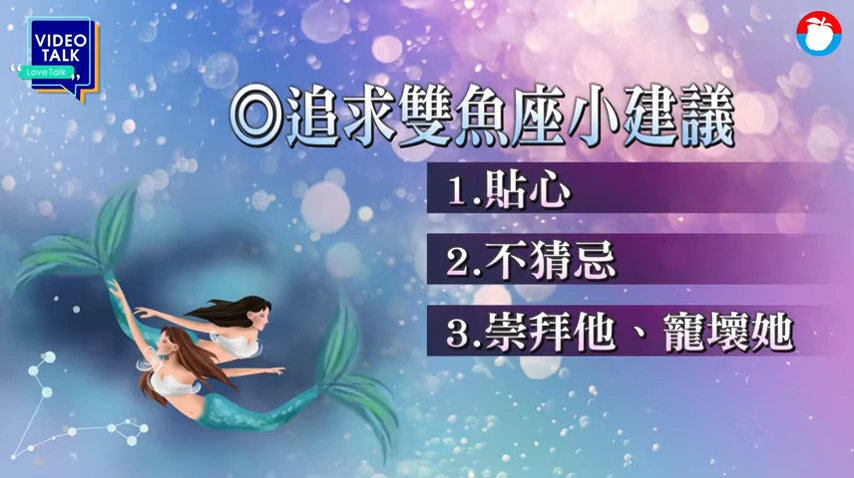 VIDEO
TALK
Love Talk
◎追求雙魚座小建議
1.貼心
2.不猜忌
3.崇拜他、寵壞她